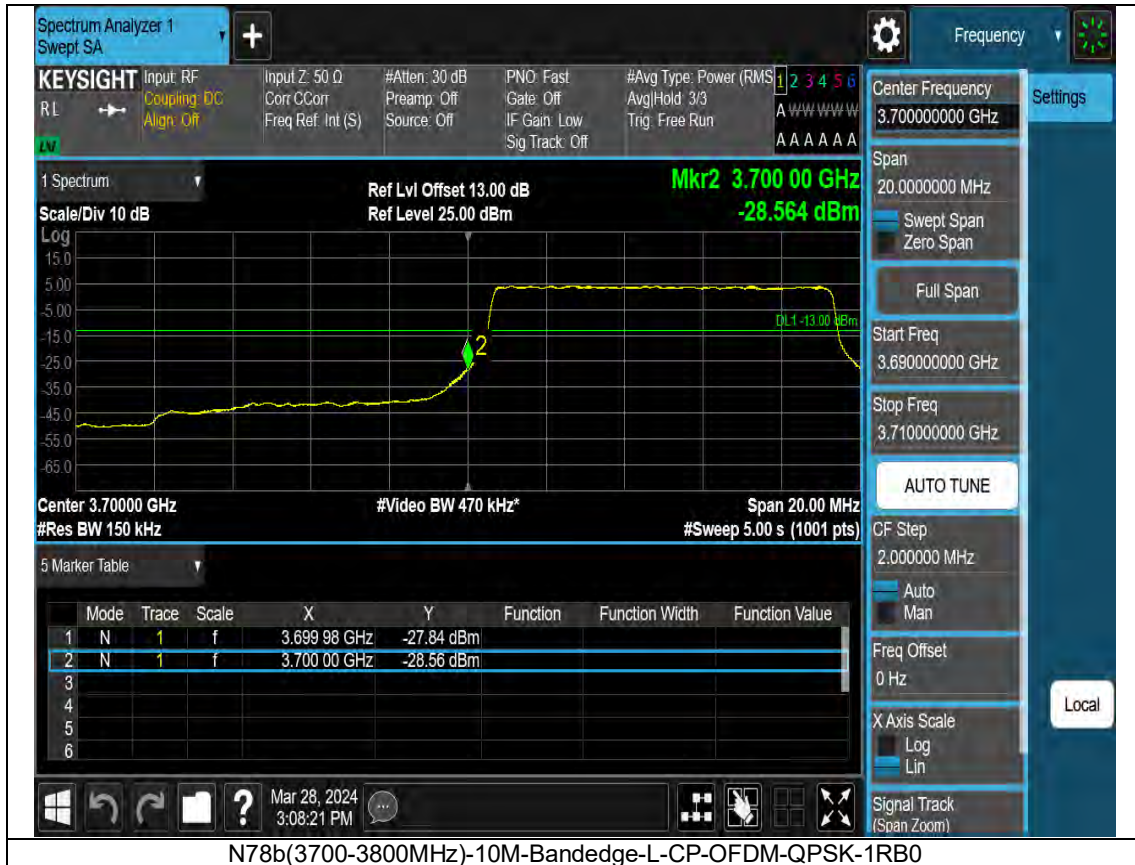 Spectrum Analyzer 1
Swept SA
Frequency
KEYSIGHT
Input: RF
Input Z: 50 Ω
#Atten: 30 dB
PNO: Fast
#Avg Type: Power (RMS
1 2 3 4 5 6
RL
Coupling: DC
Corr CCorr
Preamp: Off
Gate: Off
Avg|Hold: 3/3
A W W W W W
Align: Off
Freq Ref: Int (S)
Source: Off
IF Gain: Low
Trig: Free Run
Sig Track: Off
A A A A A A
1 Spectrum
Ref Lvl Offset 13.00 dB
Mkr2 3.700 00 GHz
Scale/Div 10 dB
Ref Level 25.00 dBm
-28.564 dBm
Log
15.0
5.00
-5.00
DL1 -13.00 dBm
-15.0
2
-25.0
-35.0
-45.0
-55.0
-65.0
Center 3.70000 GHz
#Video BW 470 kHz*
Span 20.00 MHz
#Res BW 150 kHz
#Sweep 5.00 s (1001 pts)
5 Marker Table
Mode Trace Scale X Y Function Function Width Function Value
1 N 1 f 3.699 98 GHz -27.84 dBm
2 N 1 f 3.700 00 GHz -28.56 dBm
3
4
5
6
Mar 28, 2024
3:08:21 PM
Center Frequency
3.700000000 GHz
Settings
Span
20.0000000 MHz
Swept Span
Zero Span
Full Span
Start Freq
3.690000000 GHz
Stop Freq
3.710000000 GHz
AUTO TUNE
CF Step
2.000000 MHz
Auto
Man
Freq Offset
0 Hz
Local
X Axis Scale
Log
Lin
Signal Track
(Span Zoom)
N78b(3700-3800MHz)-10M-Bandedge-L-CP-OFDM-QPSK-1RB0